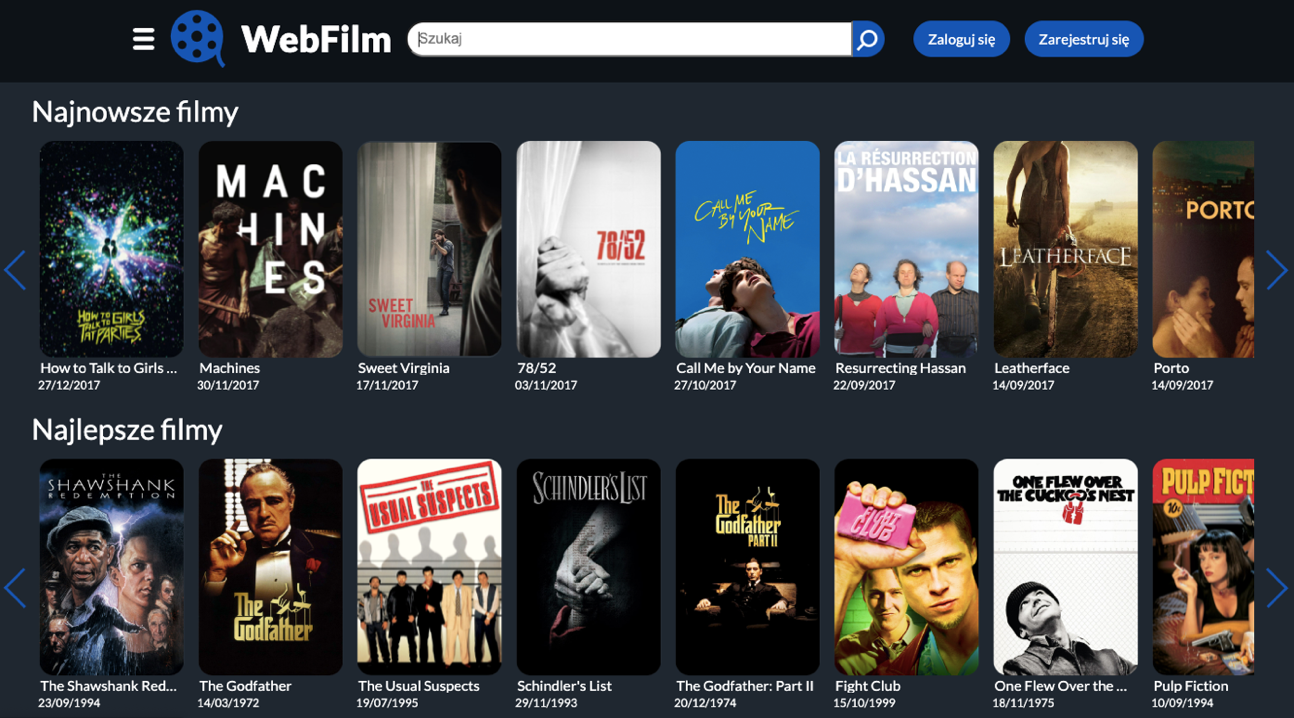 WebFilm
Szukaj
Zaloguj się
Zarejestruj się
Najnowsze filmy
HOW TO TALK TO GIRLS AT PARTIES
MACHINES
SWEET VIRGINIA
78/52
CALL ME BY YOUR NAME
LA RÉSURRECTION D'HASSAN
LEATHERFACE
PORTO
How to Talk to Girls ...
Machines
Sweet Virginia
78/52
Call Me by Your Name
Resurrecting Hassan
Leatherface
Porto
27/12/2017
30/11/2017
17/11/2017
03/11/2017
27/10/2017
22/09/2017
14/09/2017
14/09/2017
Najlepsze filmy
THE SHAWSHANK REDEMPTION
The Godfather
THE USUAL SUSPECTS
SCHINDLER'S LIST
The Godfather PART II
FIGHT CLUB
ONE FLEW OVER THE CUCKOO'S NEST
PULP FICT
10¢
The Shawshank Red...
The Godfather
The Usual Suspects
Schindler's List
The Godfather: Part II
Fight Club
One Flew Over the ...
Pulp Fiction
23/09/1994
14/03/1972
19/07/1995
29/11/1993
20/12/1974
15/10/1999
18/11/1975
10/09/1994